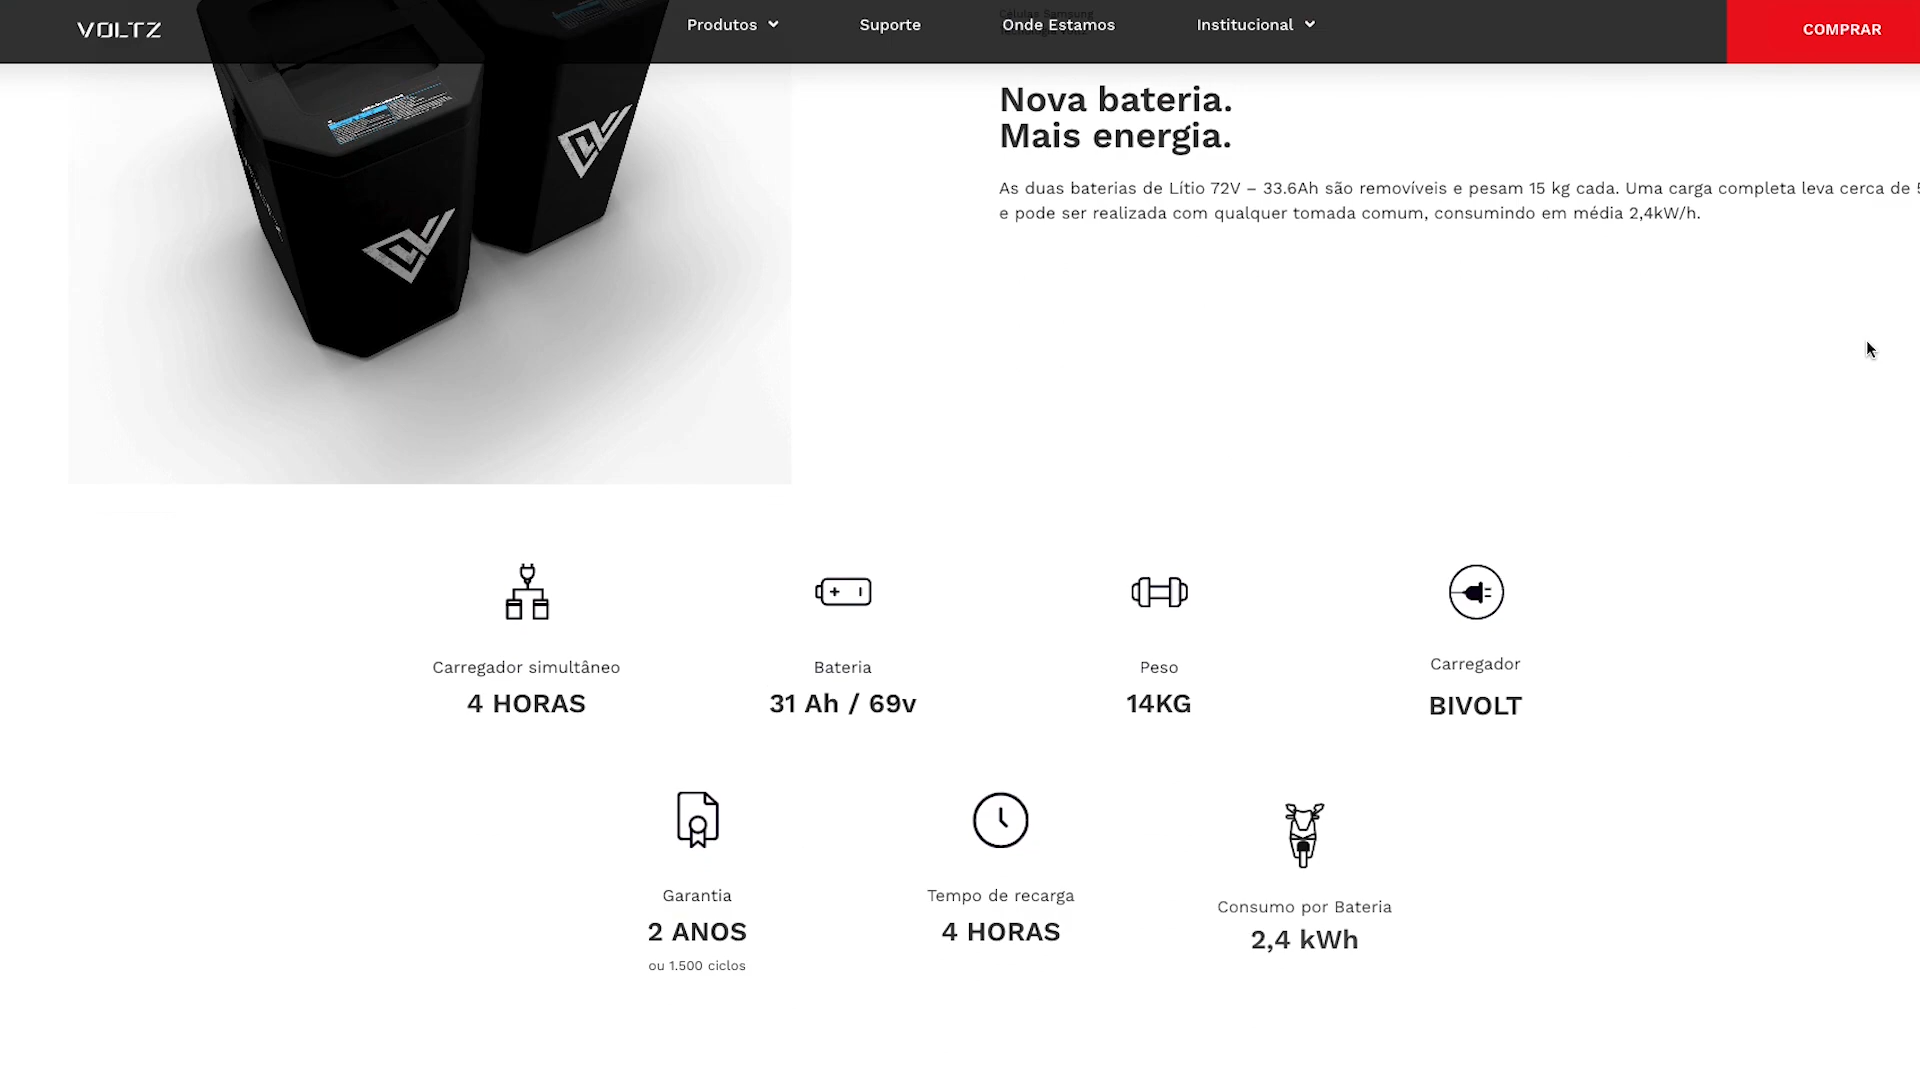 VOLTZ
Produtos
Suporte
Onde Estamos
Institucional
COMPRAR
Células Samsung
Nova bateria.
Mais energia.
As duas baterias de Lítio 72V – 33.6Ah são removíveis e pesam 15 kg cada. Uma carga completa leva cerca de 5
e pode ser realizada com qualquer tomada comum, consumindo em média 2,4kW/h.
Carregador simultâneo
4 HORAS
Bateria
31 Ah / 69v
Peso
14KG
Carregador
BIVOLT
Garantia
2 ANOS
ou 1.500 ciclos
Tempo de recarga
4 HORAS
Consumo por Bateria
2,4 kWh